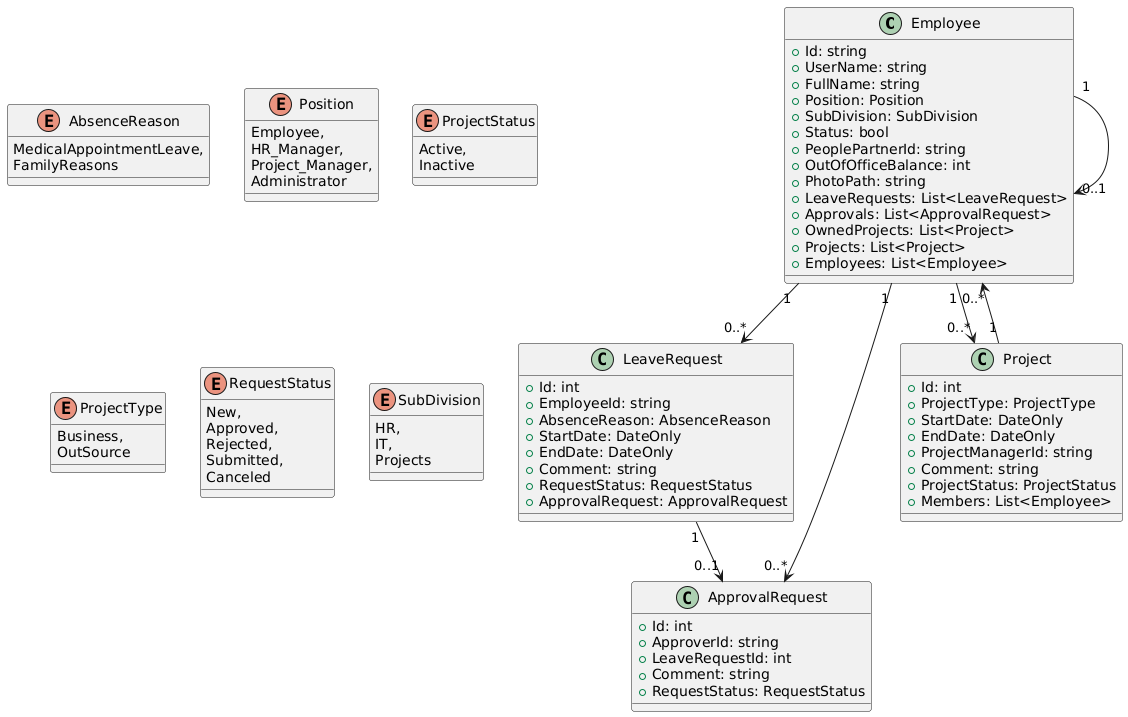 E AbsenceReason
MedicalAppointmentLeave,
FamilyReasons
E Position
Employee,
HR_Manager,
Project_Manager,
Administrator
E ProjectStatus
Active,
Inactive
C Employee
Id: string
UserName: string
FullName: string
Position: Position
SubDivision: SubDivision
Status: bool
PeoplePartnerId: string
OutOfOfficeBalance: int
PhotoPath: string
LeaveRequests: List<LeaveRequest>
Approvals: List<ApprovalRequest>
OwnedProjects: List<Project>
Projects: List<Project>
Employees: List<Employee>
1
0..1
1
1
1
0..*
0..*
0..*
1
E ProjectType
Business,
OutSource
E RequestStatus
New,
Approved,
Rejected,
Submitted,
Canceled
E SubDivision
HR,
IT,
Projects
C LeaveRequest
Id: int
EmployeeId: string
AbsenceReason: AbsenceReason
StartDate: DateOnly
EndDate: DateOnly
Comment: string
RequestStatus: RequestStatus
ApprovalRequest: ApprovalRequest
C Project
Id: int
ProjectType: ProjectType
StartDate: DateOnly
EndDate: DateOnly
ProjectManagerId: string
Comment: string
ProjectStatus: ProjectStatus
Members: List<Employee>
1
0..1
0..*
C ApprovalRequest
Id: int
ApproverId: string
LeaveRequestId: int
Comment: string
RequestStatus: RequestStatus